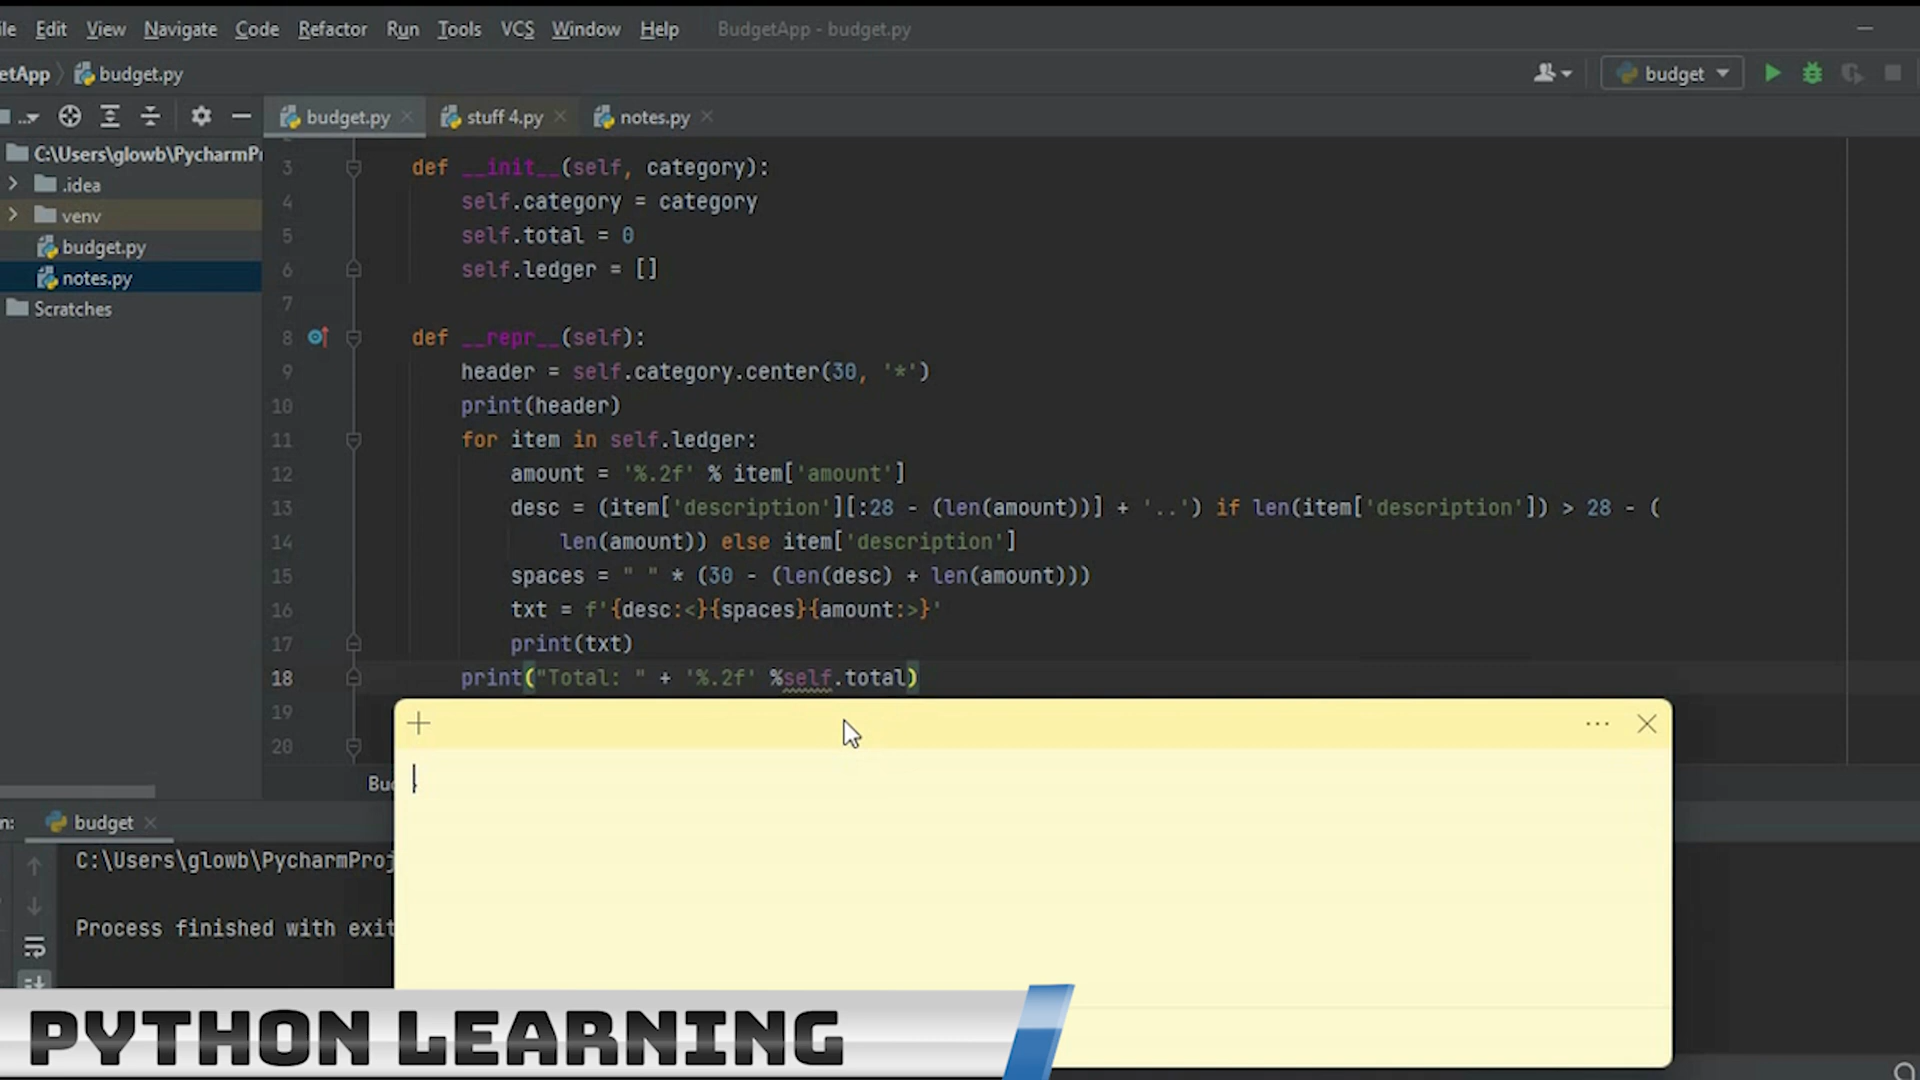 Edit View Navigate Code Refactor Run Tools VCS Window Help BudgetApp - budget.py
etApp budget.py budget
budget.py stuff 4.py notes.py
C:\Users\glowb\PycharmP
.idea
venv
budget.py
notes.py
Scratches
3 def __init__(self, category):
4 self.category = category
5 self.total = 0
6 self.ledger = []
7
8 def __repr__(self):
9 header = self.category.center(30, '*')
10 print(header)
11 for item in self.ledger:
12 amount = '%.2f' % item['amount']
13 desc = (item['description'][:28 - (len(amount))] + '..') if len(item['description']) > 28 - (
14 len(amount)) else item['description']
15 spaces = " " * (30 - (len(desc) + len(amount)))
16 txt = f'{desc:<}{spaces}{amount:>}'
17 print(txt)
18 print("Total: " + '%.2f' %self.total)
19
20
budget
C:\Users\glowb\PycharmProj
Process finished with exit
PYTHON LEARNING